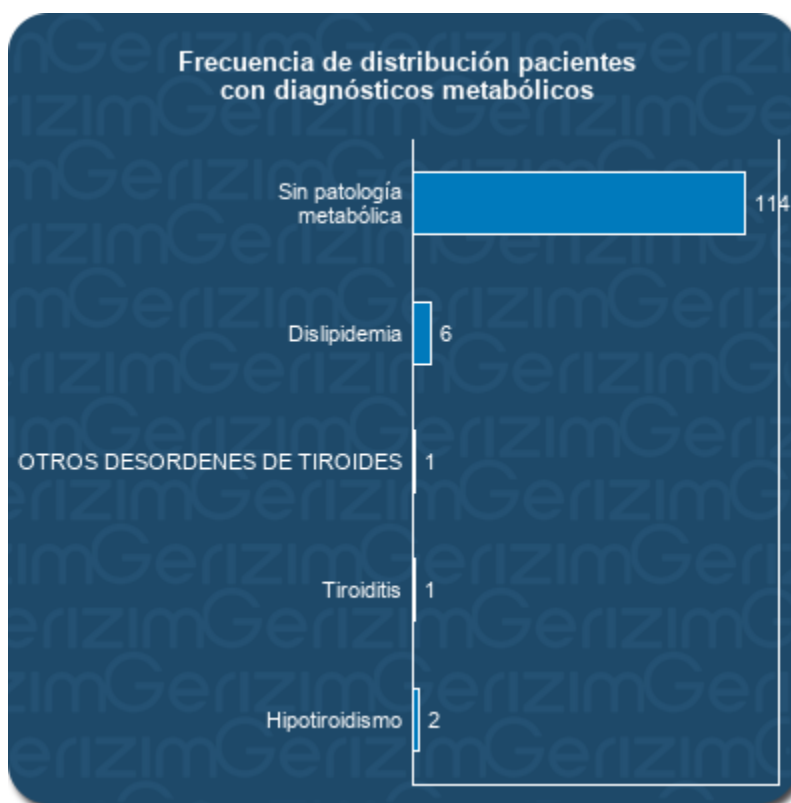 Frecuencia de distribución pacientes
con diagnósticos metabólicos
Sin patología
metabólica
114
Dislipidemia
6
OTROS DESORDENES DE TIROIDES
1
Tiroiditis
1
Hipotiroidismo
2